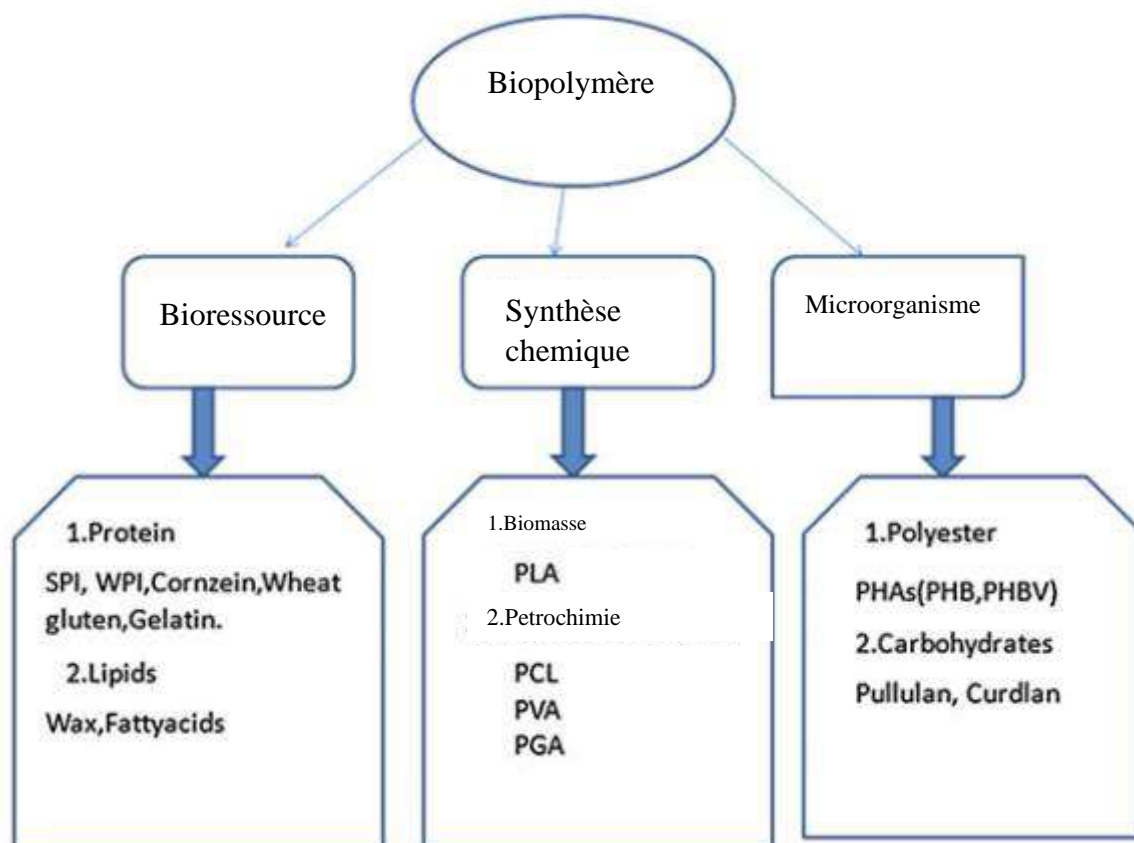 Biopolymère
Bioressource
Synthèse
chemique
Microorganisme
1.Protein
SPI, WPI,Cornzein,Wheat
gluten,Gelatin.
2.Lipids
Wax,Fattyacids
1.Biomasse
PLA
2.Petrochimie
PCL
PVA
PGA
1.Polyester
PHAs(PHB,PHBV)
2.Carbohydrates
Pullulan, Curdlan